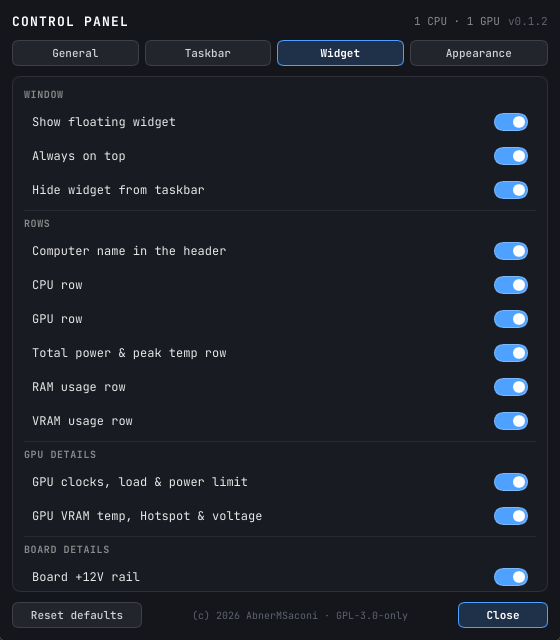 CONTROL PANEL 1 CPU · 1 GPU v0.1.2
General Taskbar Widget Appearance
WINDOW
Show floating widget
Always on top
Hide widget from taskbar
ROWS
Computer name in the header
CPU row
GPU row
Total power & peak temp row
RAM usage row
VRAM usage row
GPU DETAILS
GPU clocks, load & power limit
GPU VRAM temp, Hotspot & voltage
BOARD DETAILS
Board +12V rail
Reset defaults (c) 2026 AbnerMSaconi · GPL-3.0-only Close